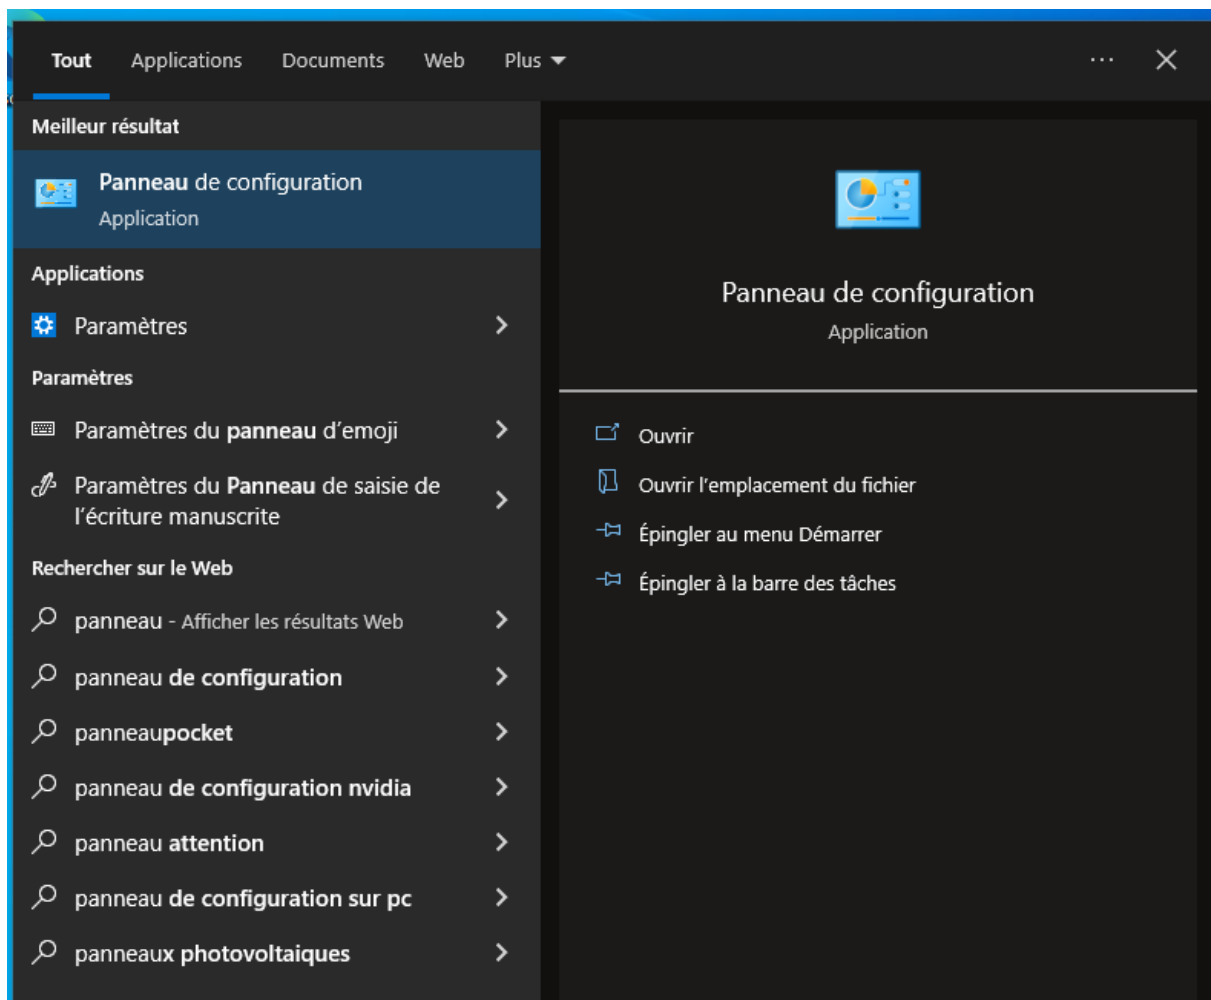 Tout Applications Documents Web Plus
Meilleur résultat
Panneau de configuration
Application
Applications
Paramètres
Paramètres
Paramètres du panneau d’emoji
Paramètres du Panneau de saisie de
l’écriture manuscrite
Rechercher sur le Web
panneau - Afficher les résultats Web
panneau de configuration
panneaupocket
panneau de configuration nvidia
panneau attention
panneau de configuration sur pc
panneaux photovoltaiques
Panneau de configuration
Application
Ouvrir
Ouvrir l’emplacement du fichier
Épingler au menu Démarrer
Épingler à la barre des tâches